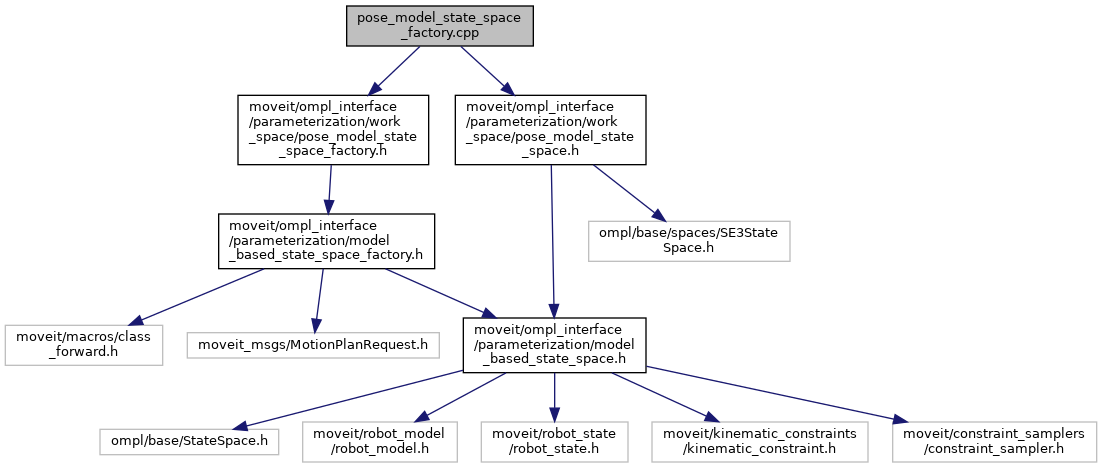 pose_model_state_space
_factory.cpp
moveit/ompl_interface
/parameterization/work
_space/pose_model_state
_space_factory.h
moveit/ompl_interface
/parameterization/work
_space/pose_model_state
_space.h
moveit/ompl_interface
/parameterization/model
_based_state_space_factory.h
ompl/base/spaces/SE3State
Space.h
moveit/macros/class
_forward.h
moveit_msgs/MotionPlanRequest.h
moveit/ompl_interface
/parameterization/model
_based_state_space.h
ompl/base/StateSpace.h
moveit/robot_model
/robot_model.h
moveit/robot_state
/robot_state.h
moveit/kinematic_constraints
/kinematic_constraint.h
moveit/constraint_samplers
/constraint_sampler.h